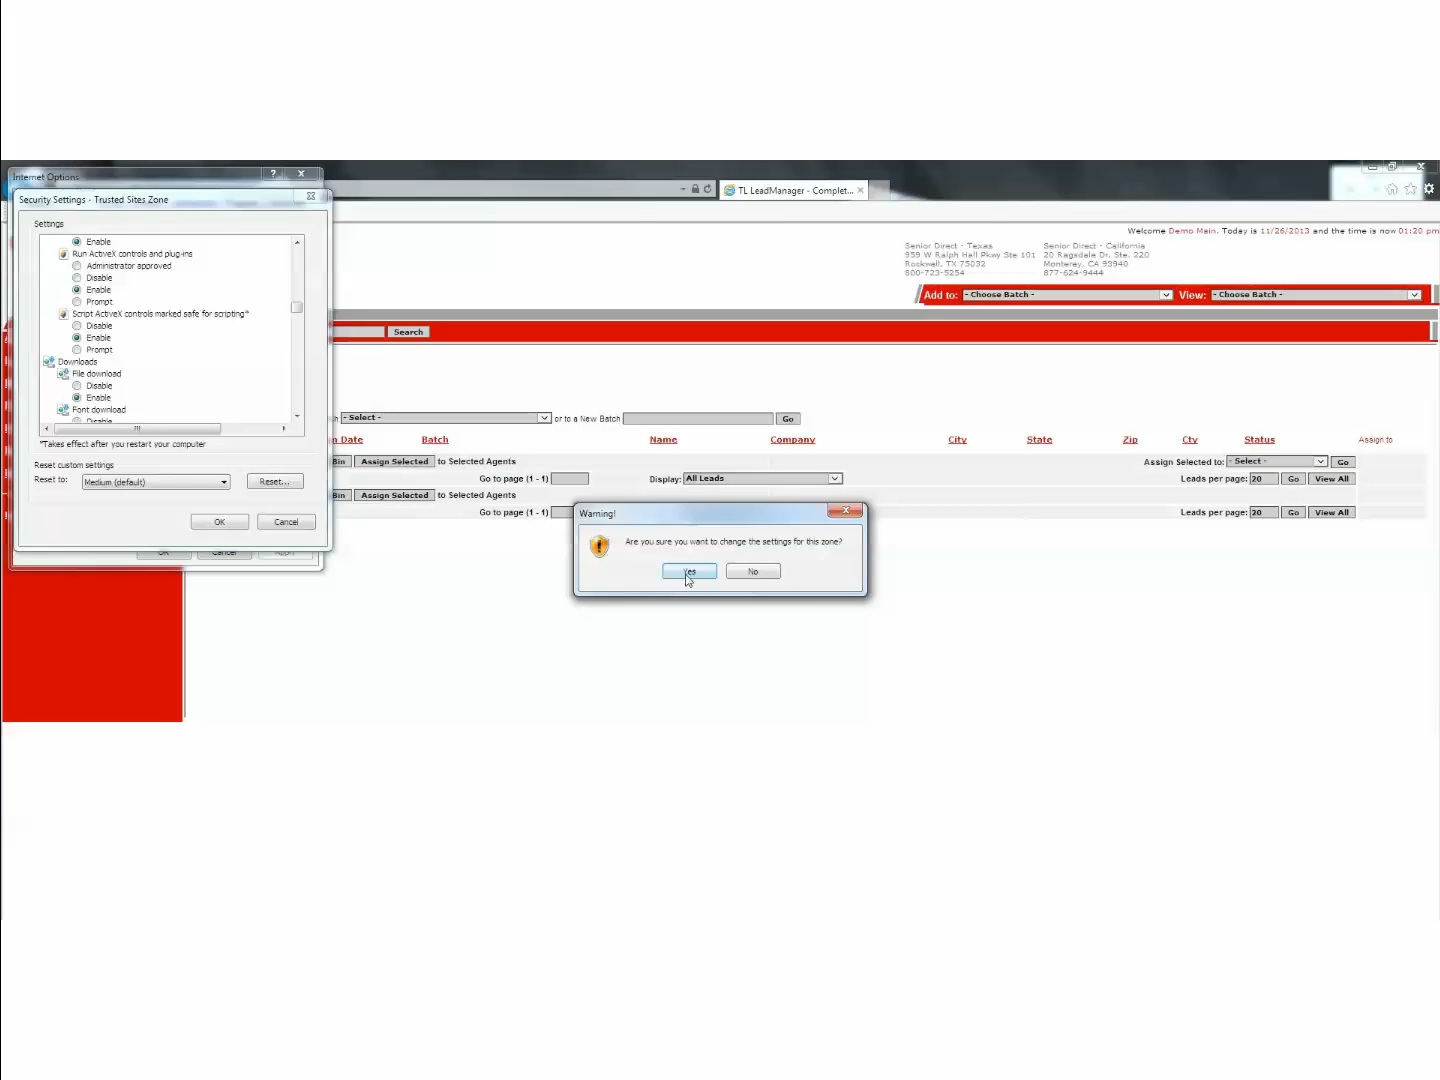 Internet Options
TL LeadManager - Complet...
Security Settings - Trusted Sites Zone
Settings
Enable
Run ActiveX controls and plug-ins
Administrator approved
Disable
Enable
Prompt
Script ActiveX controls marked safe for scripting*
Disable
Enable
Prompt
Downloads
File download
Disable
Enable
Font download
Disable
*Takes effect after you restart your computer
Reset custom settings
Reset to: Medium (default) Reset...
OK Cancel
OK Cancel Apply
Welcome Demo Main. Today is 11/26/2013 and the time is now 01:20 pm
Senior Direct - Texas
959 W Ralph Hall Pkwy Ste 101
Rockwall, TX 75032
800-723-5254
Senior Direct - California
20 Ragsdale Dr. Ste. 220
Monterey, CA 93940
877-624-9444
Add to: - Choose Batch - View: - Choose Batch -
Search
- Select - or to a New Batch Go
Date Batch Name Company City State Zip Cty Status Assign to
Bin Assign Selected to Selected Agents Assign Selected to: - Select - Go
Go to page (1 - 1) Display: All Leads Leads per page: 20 Go View All
Bin Assign Selected to Selected Agents
Go to page (1 - 1) Leads per page: 20 Go View All
Warning!
Are you sure you want to change the settings for this zone?
Yes No